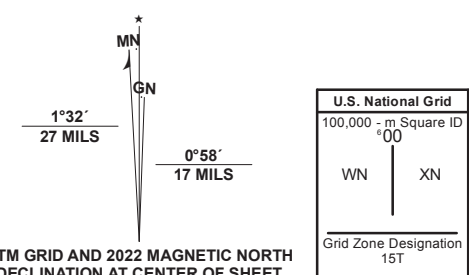 MN
GN
1°32´
27 MILS
0°58´
17 MILS
TM GRID AND 2022 MAGNETIC NORTH
DECLINATION AT CENTER OF SHEET
U.S. National Grid
100,000 - m Square ID
⁶00
WN
XN
Grid Zone Designation
15T